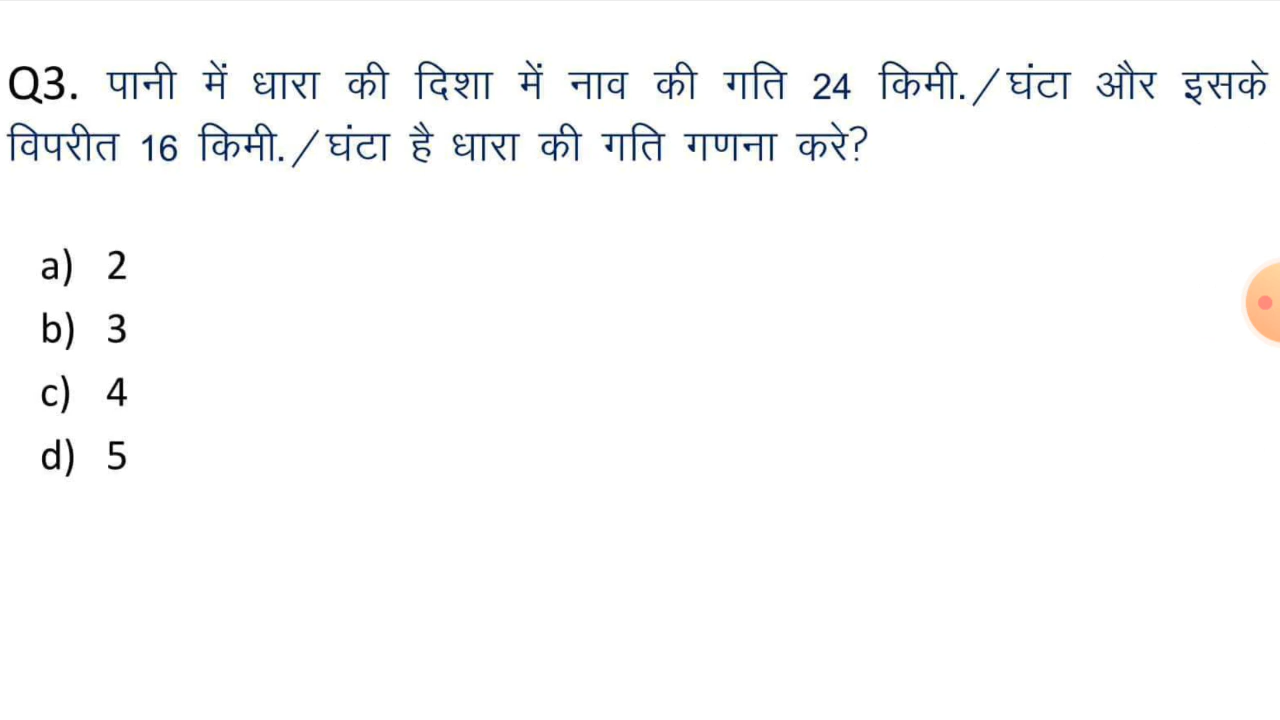 Q3. पानी में धारा की दिशा में नाव की गति 24 किमी./घंटा और इसके
विपरीत 16 किमी./घंटा है धारा की गति गणना करे?
a) 2
b) 3
c) 4
d) 5